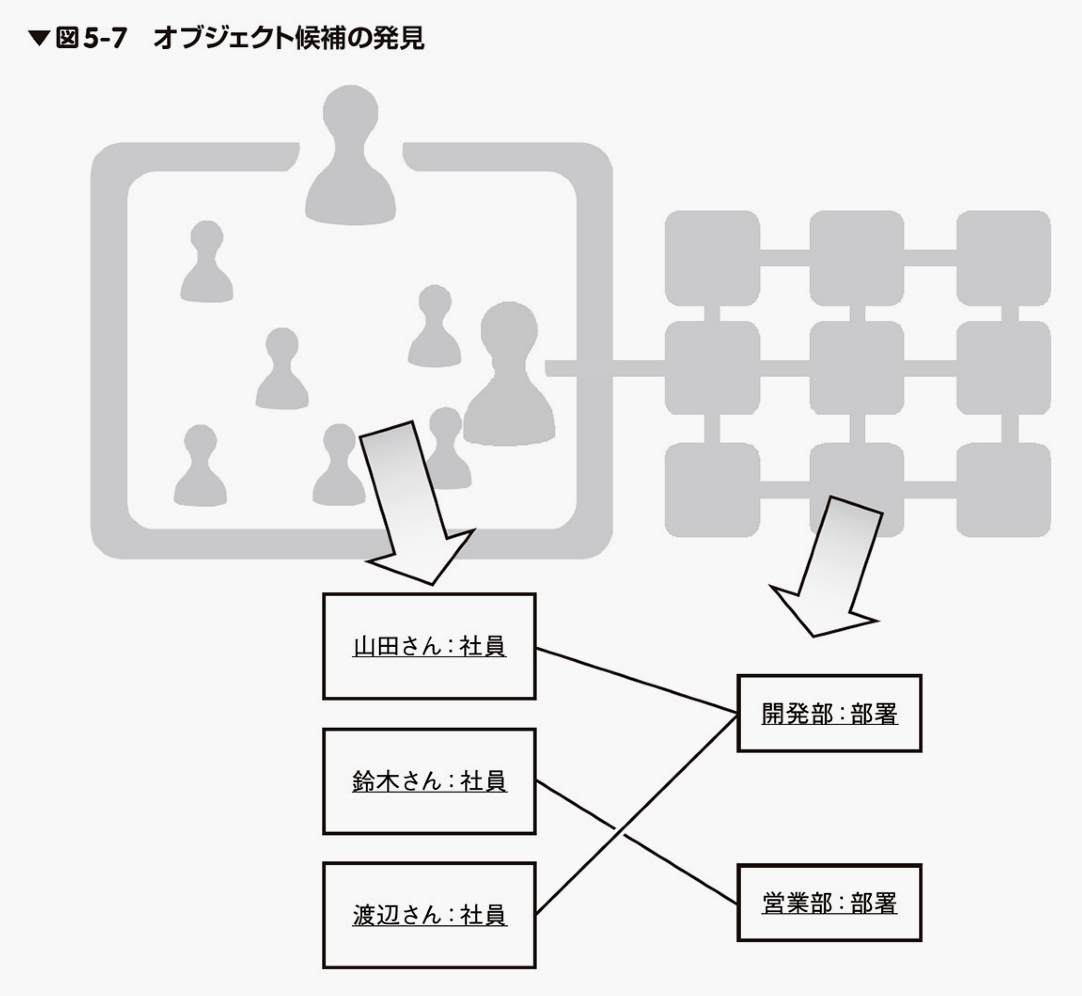 ▼図5-7 オブジェクト候補の発見
山田さん：社員
開発部：部署
鈴木さん：社員
営業部：部署
渡辺さん：社員